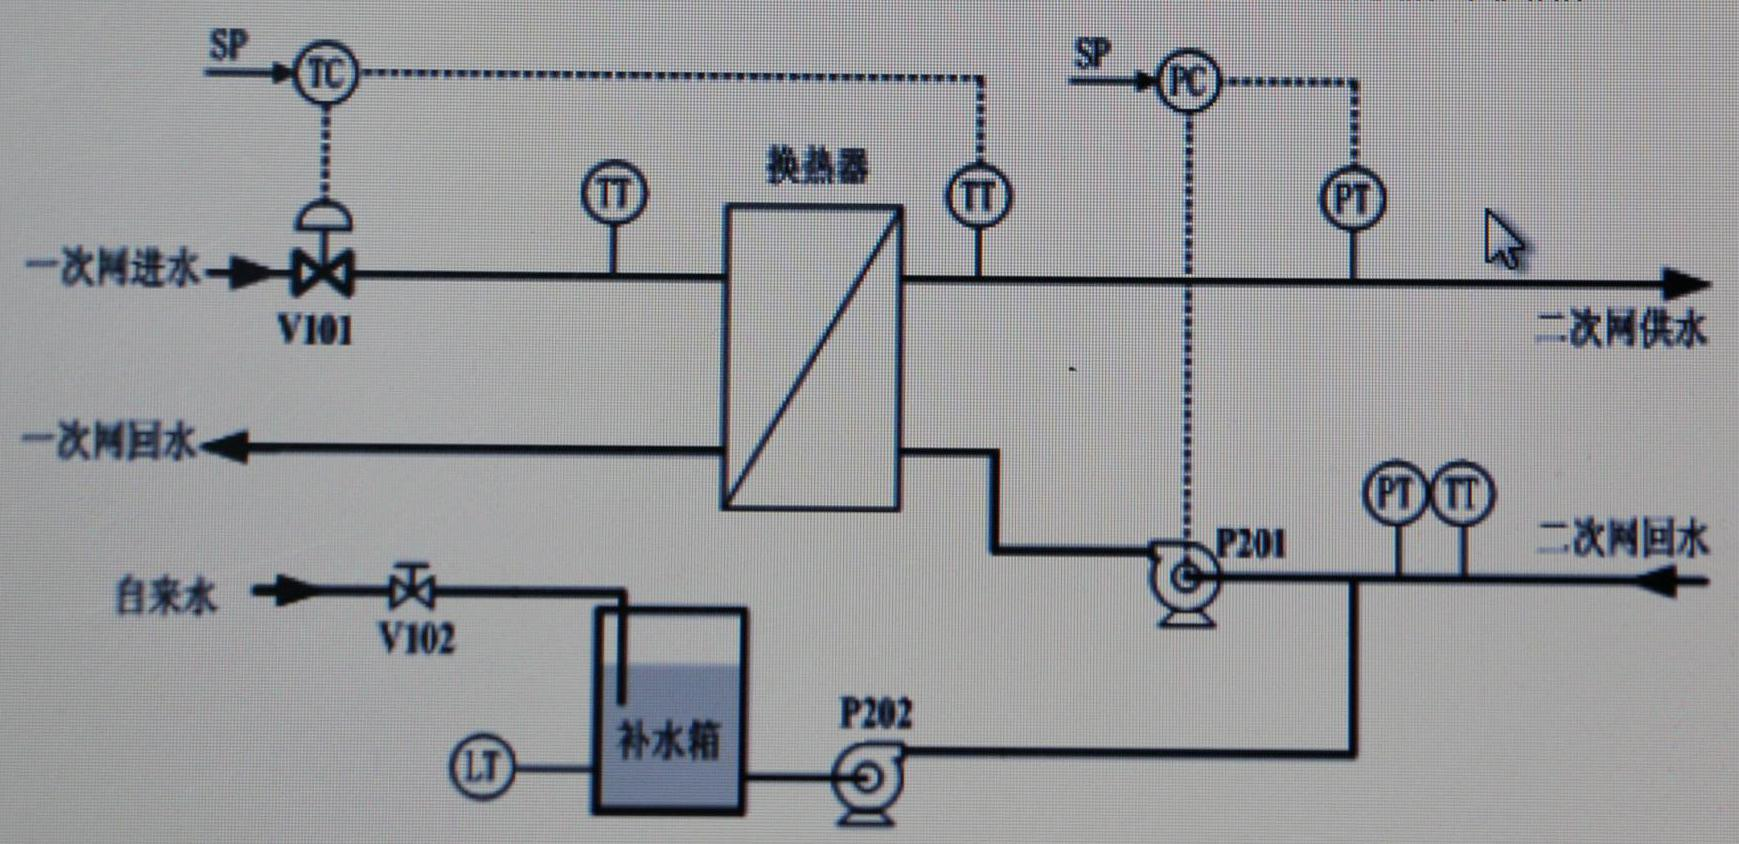 SP
TC
SP
PC
换热器
TT
TT
PT
一次网进水
V101
二次网供水
一次网回水
PT
TT
P201
二次网回水
自来水
V102
P202
补水箱
LT